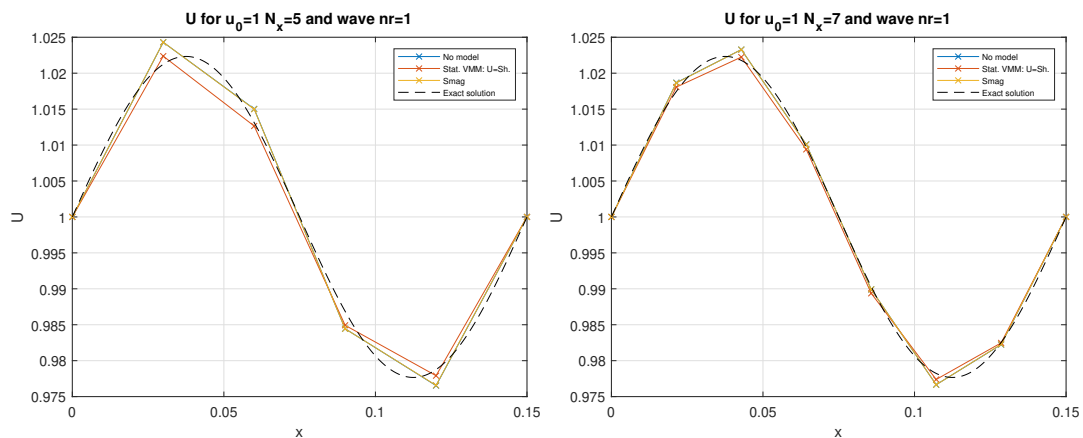 U for u_0=1 N_x=5 and wave nr=1
1.025
1.02
1.015
1.01
1.005
1
0.995
0.99
0.985
0.98
0.975
U
No model
Stat. VMM: U=Sh.
Smag
Exact solution
0
0.05
0.1
0.15
x
U for u_0=1 N_x=7 and wave nr=1
1.025
1.02
1.015
1.01
1.005
1
0.995
0.99
0.985
0.98
0.975
U
No model
Stat. VMM: U=Sh.
Smag
Exact solution
0
0.05
0.1
0.15
x